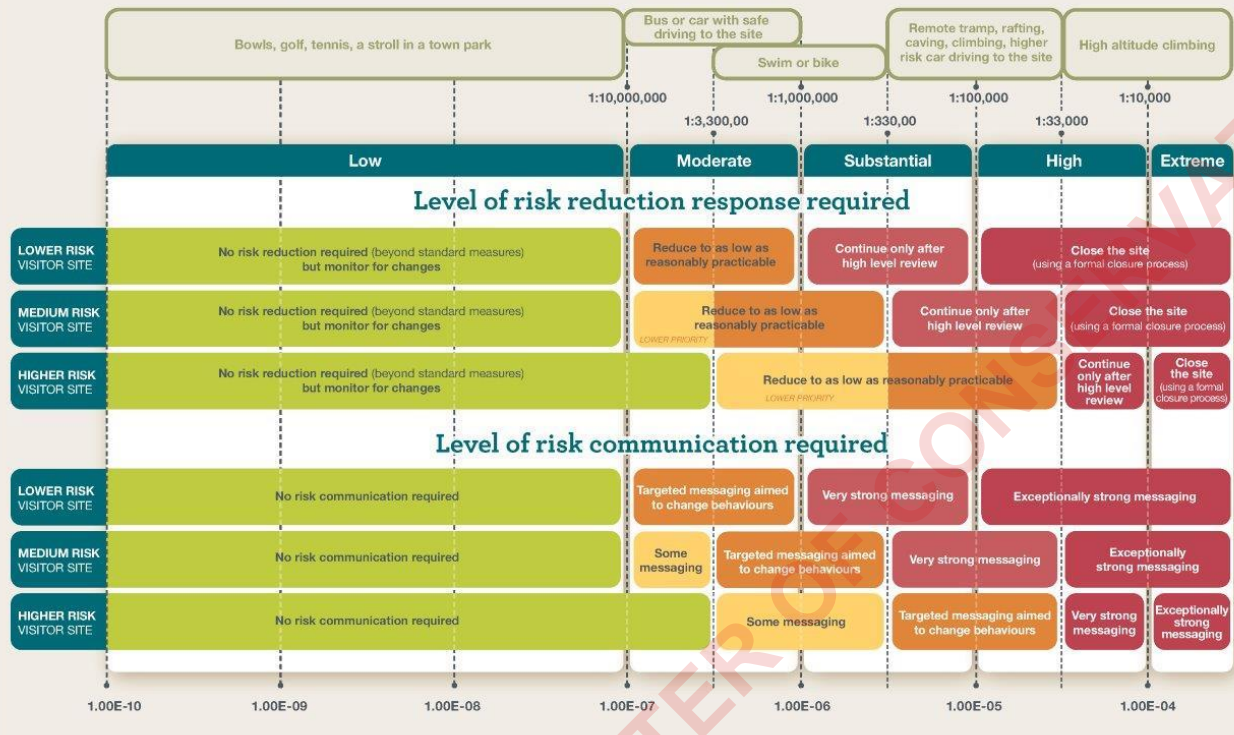 Bowls, golf, tennis, a stroll in a town park
Bus or car with safe
driving to the site
Swim or bike
Remote tramp, rafting,
caving, climbing, higher
risk car driving to the site
High altitude climbing
1:10,000,000
1:1,000,000
1:100,000
1:10,000
1:3,300,00
1:330,00
1:33,000
Low
Moderate
Substantial
High
Extreme
Level of risk reduction response required
LOWER RISK
VISITOR SITE
No risk reduction required (beyond standard measures)
but monitor for changes
Reduce to as low as
reasonably practicable
Continue only after
high level review
Close the site
(using a formal closure process)
MEDIUM RISK
VISITOR SITE
No risk reduction required (beyond standard measures)
but monitor for changes
Reduce to as low as
reasonably practicable
LOWER PRIORITY
Continue only after
high level review
Close the site
(using a formal closure process)
HIGHER RISK
VISITOR SITE
No risk reduction required (beyond standard measures)
but monitor for changes
Reduce to as low as reasonably practicable
LOWER PRIORITY
Continue
only after
high level
review
Close
the site
(using a formal
closure process)
Level of risk communication required
LOWER RISK
VISITOR SITE
No risk communication required
Targeted messaging aimed
to change behaviours
Very strong messaging
Exceptionally strong messaging
MEDIUM RISK
VISITOR SITE
No risk communication required
Some
messaging
Targeted messaging aimed
to change behaviours
Very strong messaging
Exceptionally
strong messaging
HIGHER RISK
VISITOR SITE
No risk communication required
Some messaging
Targeted messaging aimed
to change behaviours
Very strong
messaging
Exceptionally
strong
messaging
1.00E-10
1.00E-09
1.00E-08
1.00E-07
1.00E-06
1.00E-05
1.00E-04
TER OF CONSERVA